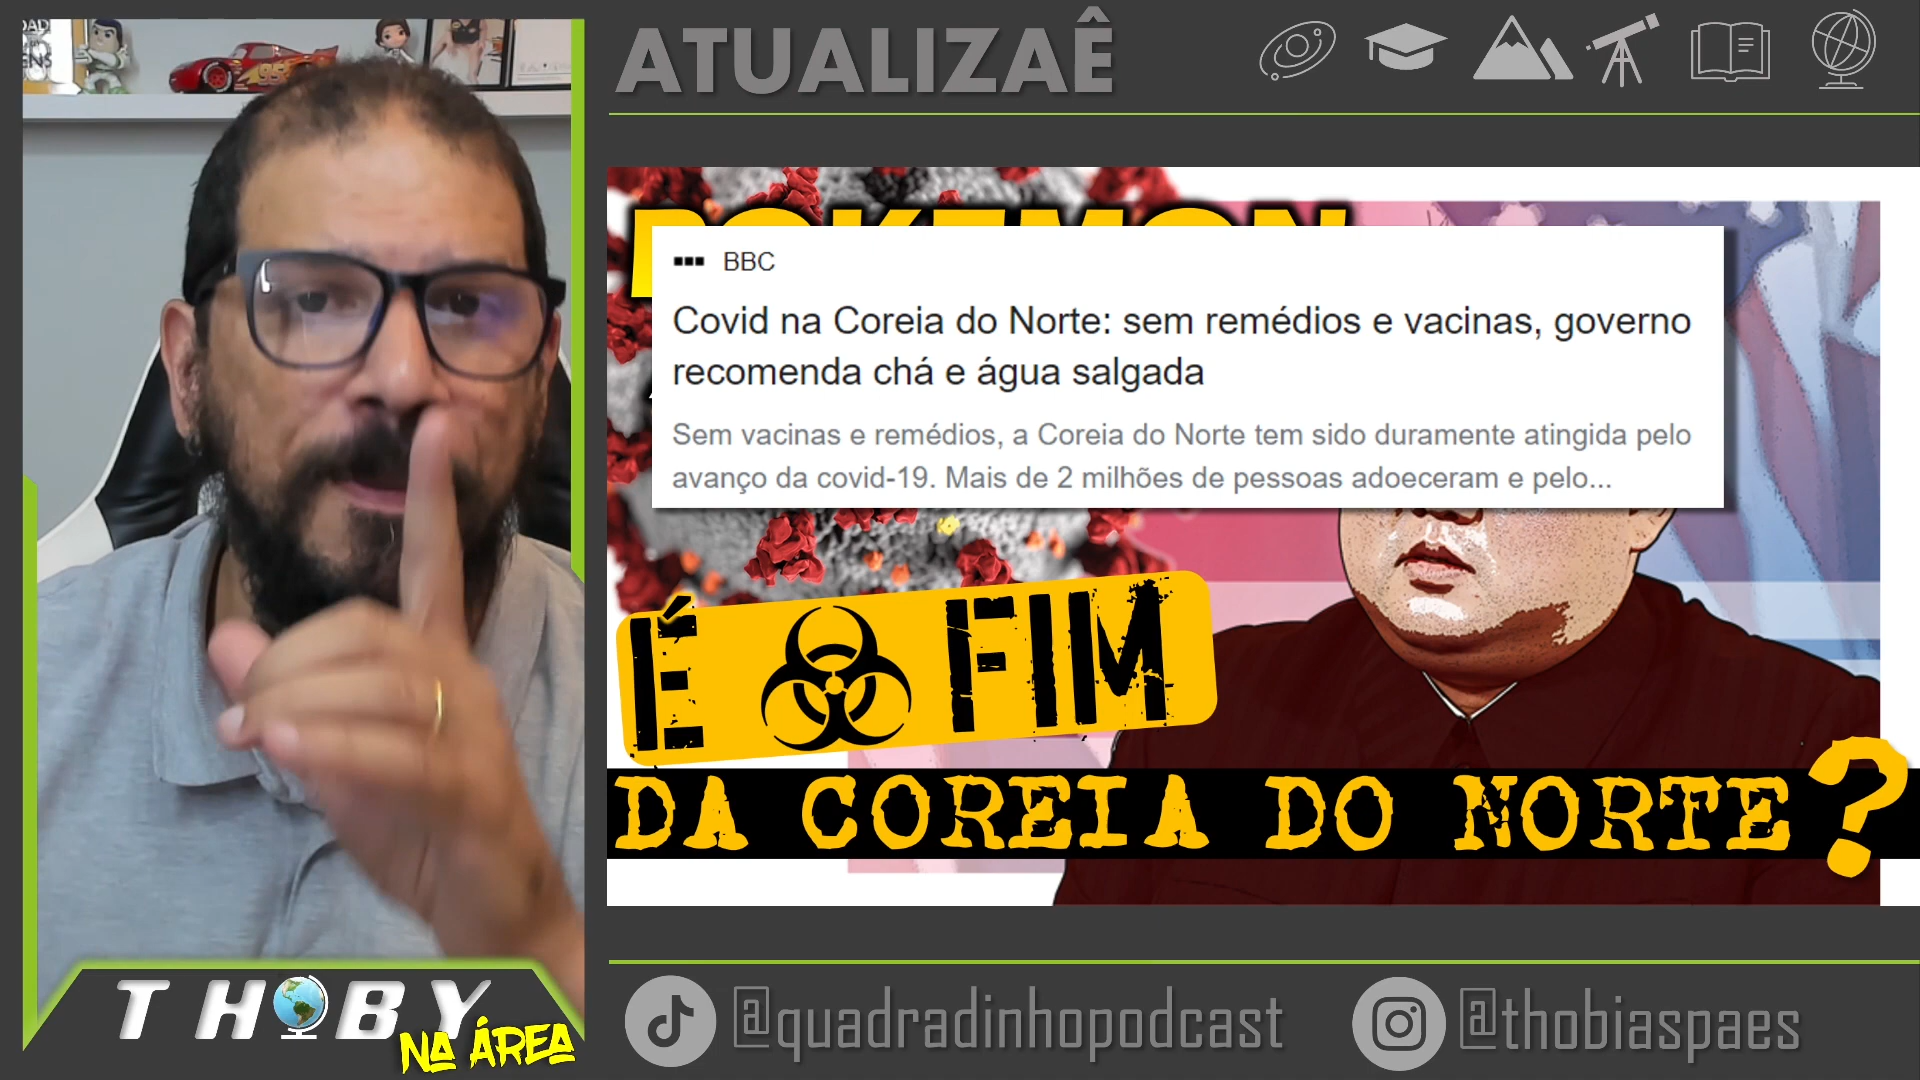 ATUALIZAÊ
POKEMON
BBC
Covid na Coreia do Norte: sem remédios e vacinas, governo
recomenda chá e água salgada
Sem vacinas e remédios, a Coreia do Norte tem sido duramente atingida pelo
avanço da covid-19. Mais de 2 milhões de pessoas adoeceram e pelo...
É FIM
DA COREIA DO NORTE?
THOBY
NA ÁREA
@quadradinhopodcast
@thobiaspaes
95